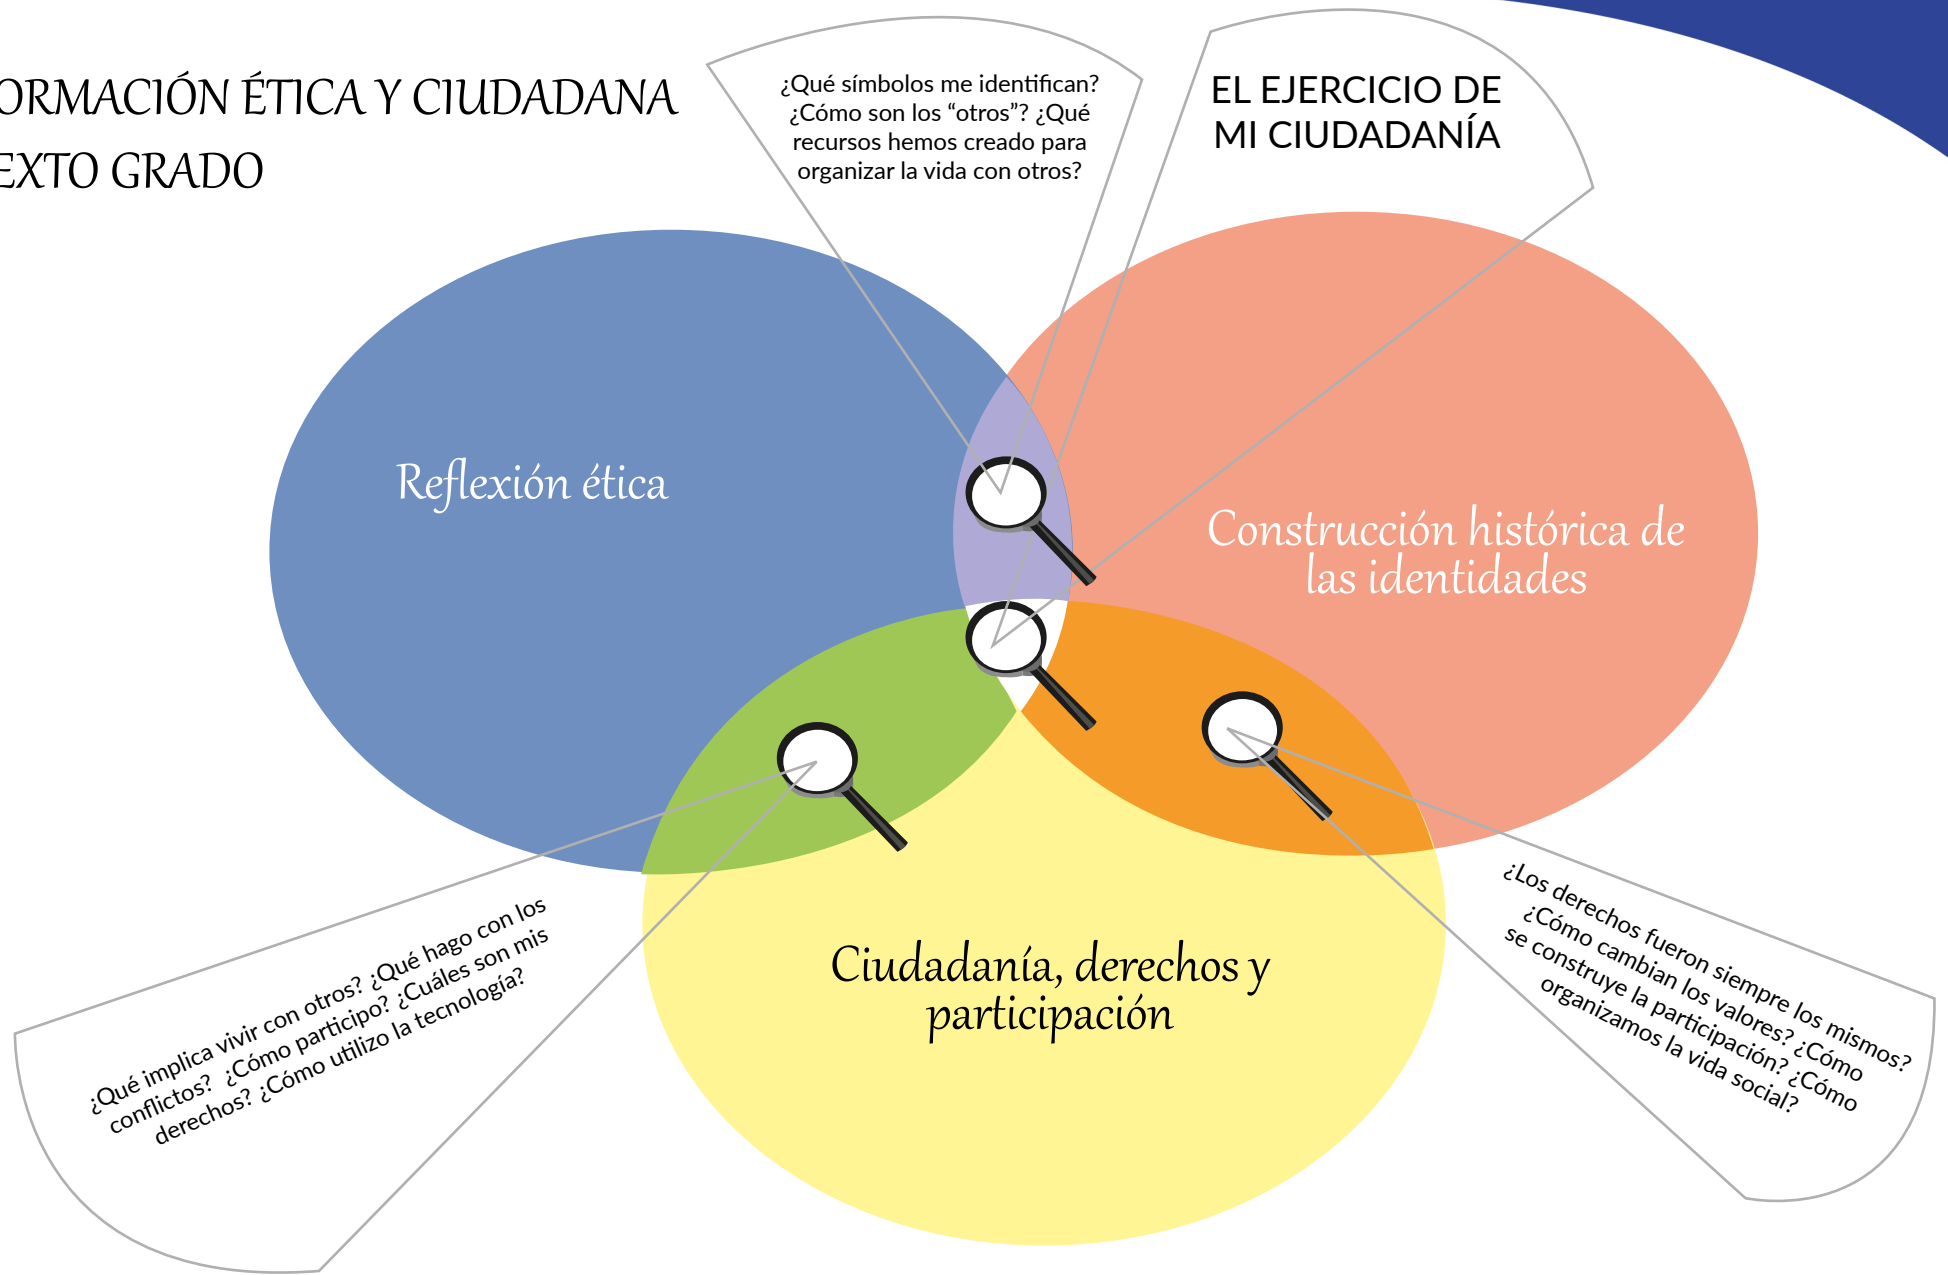 ORMACIÓN ÉTICA Y CIUDADANA
EXTO GRADO
¿Qué símbolos me identifican?
¿Cómo son los “otros”? ¿Qué
recursos hemos creado para
organizar la vida con otros?
EL EJERCICIO DE
MI CIUDADANÍA
Reflexión ética
Construcción histórica de
las identidades
Ciudadanía, derechos y
participación
¿Qué implica vivir con otros? ¿Qué hago con los
conflictos? ¿Cómo participo? ¿Cuáles son mis
derechos? ¿Cómo utilizo la tecnología?
¿Los derechos fueron siempre los mismos?
¿Cómo cambian los valores? ¿Cómo
se construye la participación? ¿Cómo
organizamos la vida social?